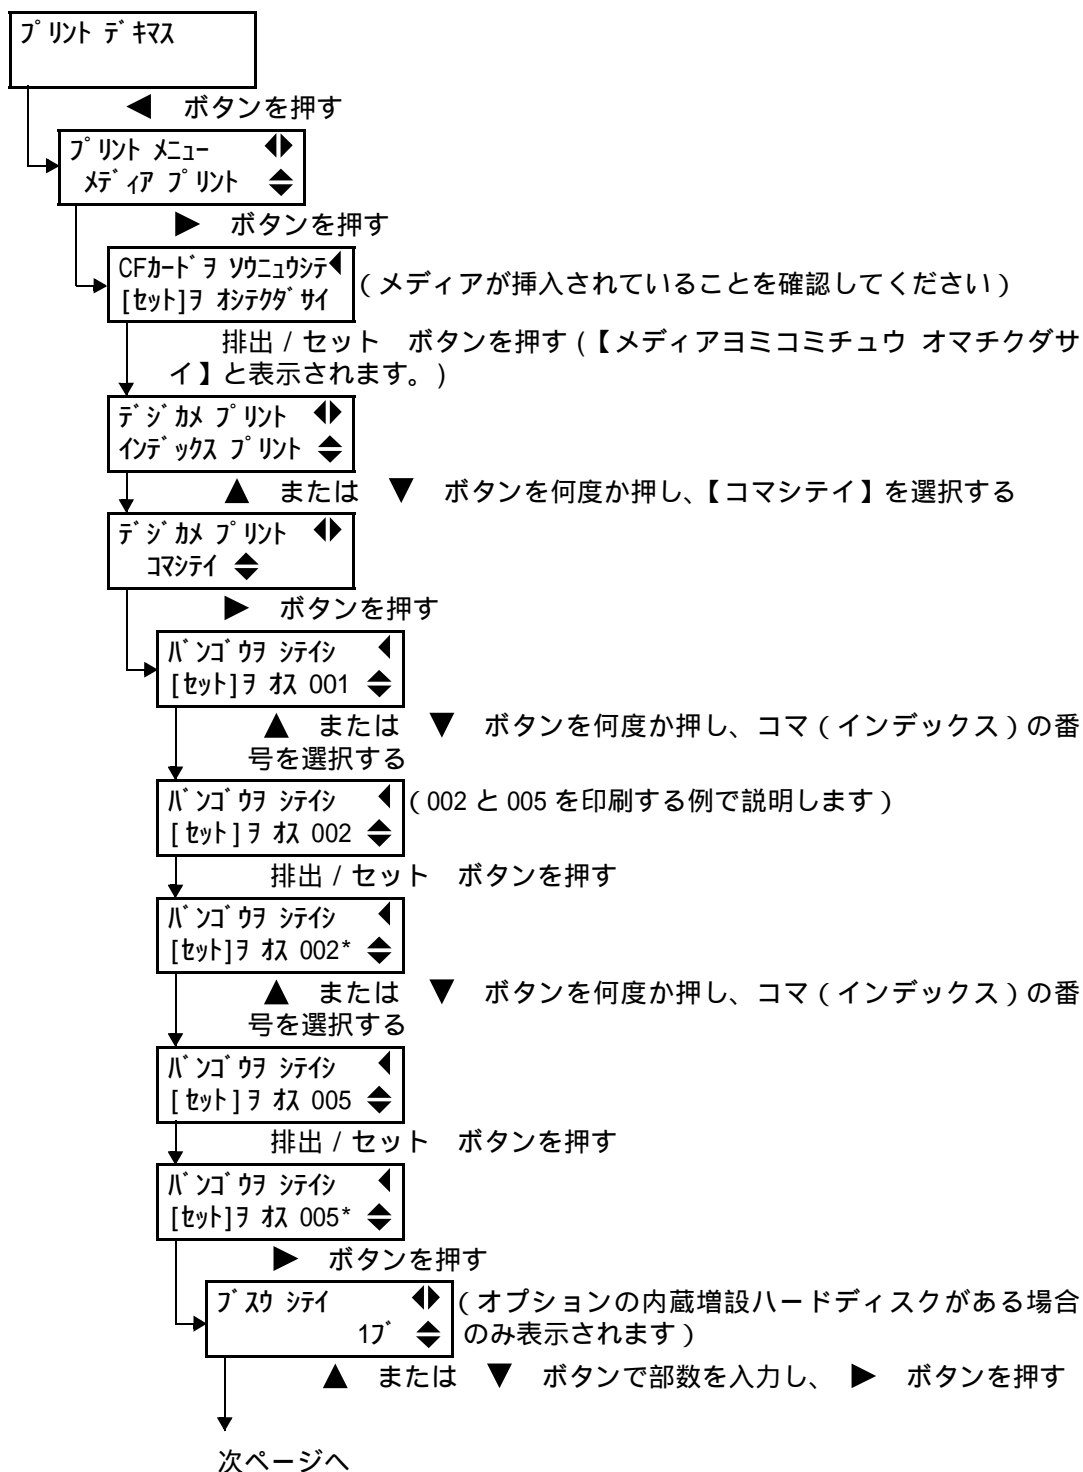 ﾌﾟﾘﾝﾄ ﾃﾞｷﾏｽ
◀　ボタンを押す
ﾌﾟﾘﾝﾄ ﾒﾆｭｰ ◀▶
ﾒﾃﾞｨｱ ﾌﾟﾘﾝﾄ ▲▼
▶　ボタンを押す
CFｶｰﾄﾞｦ ｿｳﾆｭｳｼﾃ◀
[ｾｯﾄ]ｦ ｵｼﾃｸﾀﾞｻｲ
（メディアが挿入されていることを確認してください）
排出 / セット　ボタンを押す (【メディアヨミコミチュウ オマチクダサ
イ】と表示されます。)
ﾃﾞｼﾞｶﾒ ﾌﾟﾘﾝﾄ ◀▶
ｲﾝﾃﾞｯｸｽ ﾌﾟﾘﾝﾄ ▲▼
▲　または　▼　ボタンを何度か押し、【コマシテイ】を選択する
ﾃﾞｼﾞｶﾒ ﾌﾟﾘﾝﾄ ◀▶
ｺﾏｼﾃｲ ▲▼
▶　ボタンを押す
ﾊﾞﾝｺﾞｳｦ ｼﾃｲｼ ◀
[ｾｯﾄ]ｦ ｵｽ 001 ▲▼
▲　または　▼　ボタンを何度か押し、コマ（インデックス）の番
号を選択する
ﾊﾞﾝｺﾞｳｦ ｼﾃｲｼ ◀
[ｾｯﾄ]ｦ ｵｽ 002 ▲▼
（002 と 005 を印刷する例で説明します）
排出 / セット　ボタンを押す
ﾊﾞﾝｺﾞｳｦ ｼﾃｲｼ ◀
[ｾｯﾄ]ｦ ｵｽ 002* ▲▼
▲　または　▼　ボタンを何度か押し、コマ（インデックス）の番
号を選択する
ﾊﾞﾝｺﾞｳｦ ｼﾃｲｼ ◀
[ｾｯﾄ]ｦ ｵｽ 005 ▲▼
排出 / セット　ボタンを押す
ﾊﾞﾝｺﾞｳｦ ｼﾃｲｼ ◀
[ｾｯﾄ]ｦ ｵｽ 005* ▲▼
▶　ボタンを押す
ﾌﾞｽｳ ｼﾃｲ ◀▶
1ﾌﾞ ▲▼
（オプションの内蔵増設ハードディスクがある場合
のみ表示されます）
▲　または　▼　ボタンで部数を入力し、 ▶　ボタンを押す
次ページへ